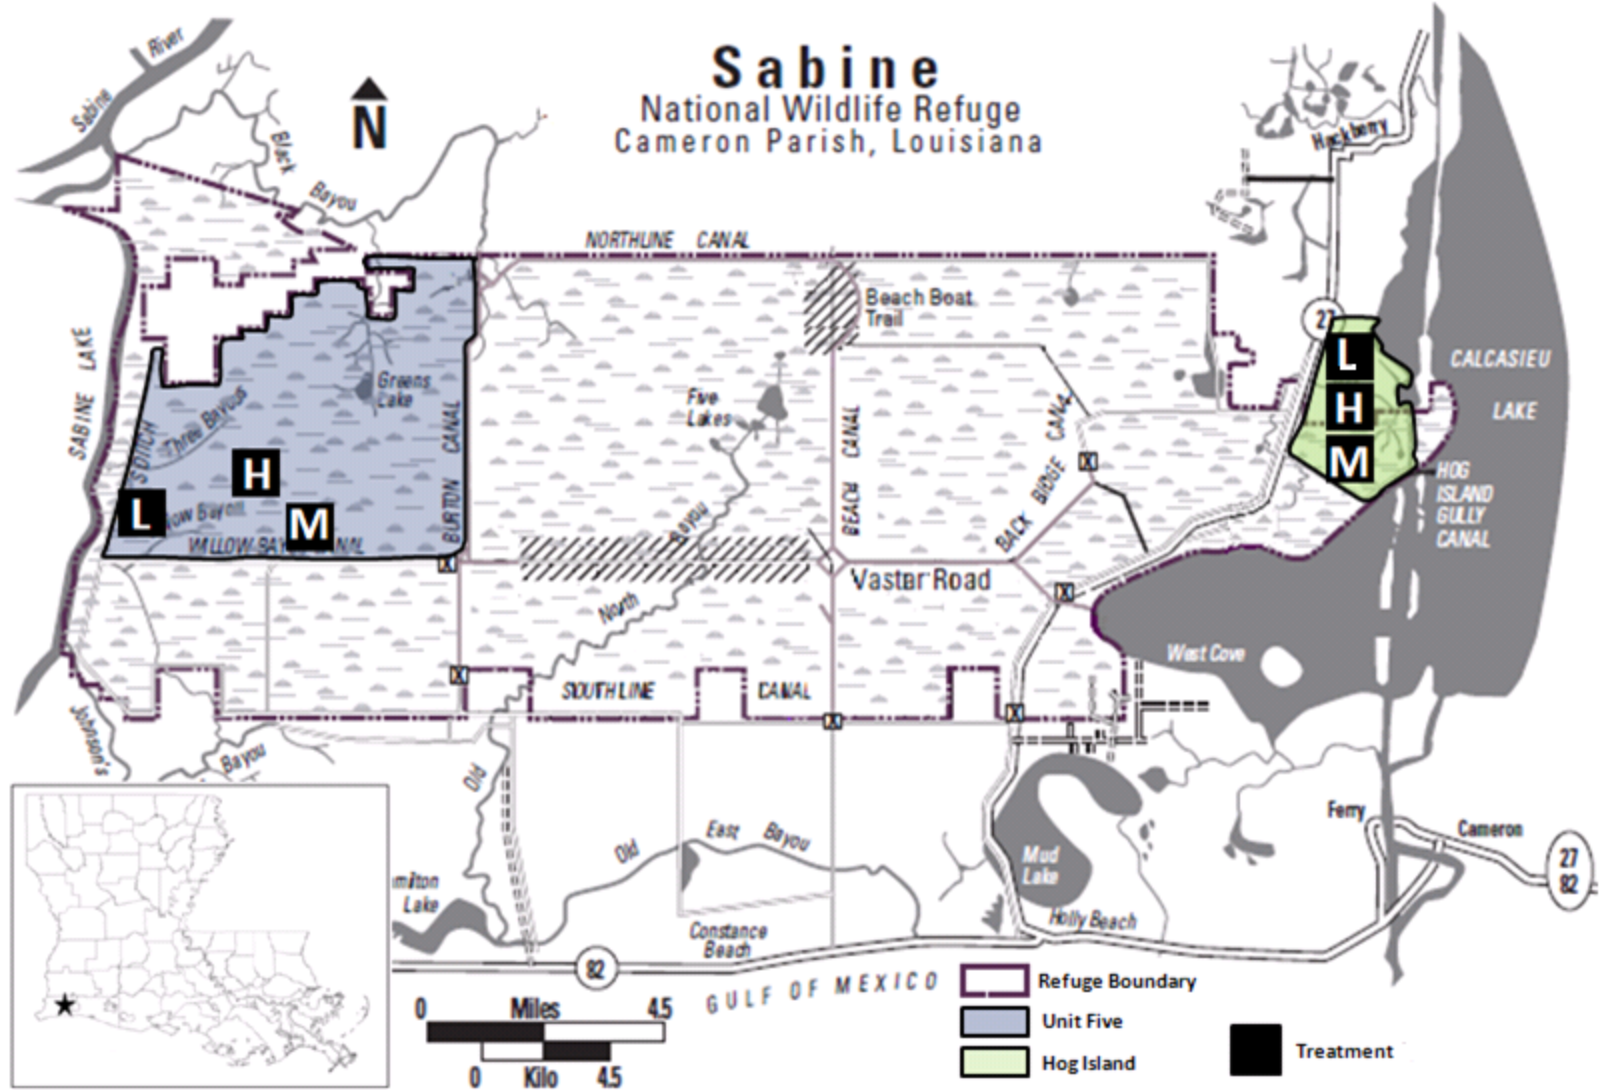 Sabine
National Wildlife Refuge
Cameron Parish, Louisiana
N
Sabine
River
Black
Bayou
Hackberry
NORTHLINE CANAL
Beach Boat
Trail
27
CALCASIEU
LAKE
SABINE LAKE
Greens
Lake
Three Bayous
Five
Lakes
BURTON CANAL
BEACH CANAL
BACK RIDGE
L
H
M
L
H
M
HOG
ISLAND
GULLY
CANAL
X
X
X
X
X
X
North
Bayou
Vastar Road
West Cove
SOUTHLINE CANAL
Johnson's
Bayou
Old
Old
East Bayou
Lake
Constance
Beach
Mud
Lake
Holly Beach
Ferry
Cameron
27
82
82
GULF OF MEXICO
0 Miles 4.5
0 Kilo 4.5
Refuge Boundary
Unit Five
Hog Island
Treatment